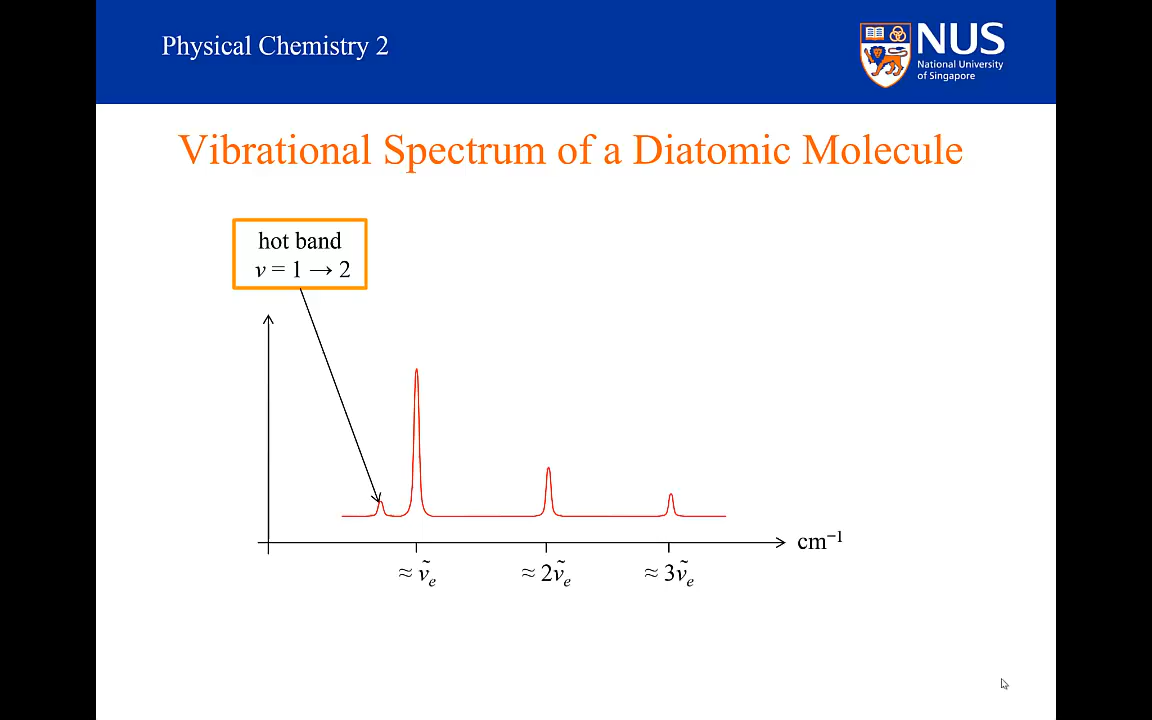 Physical Chemistry 2
NUS
National University
of Singapore
Vibrational Spectrum of a Diatomic Molecule
hot band
v = 1 → 2
cm⁻¹
≈ ṽₑ
≈ 2ṽₑ
≈ 3ṽₑ